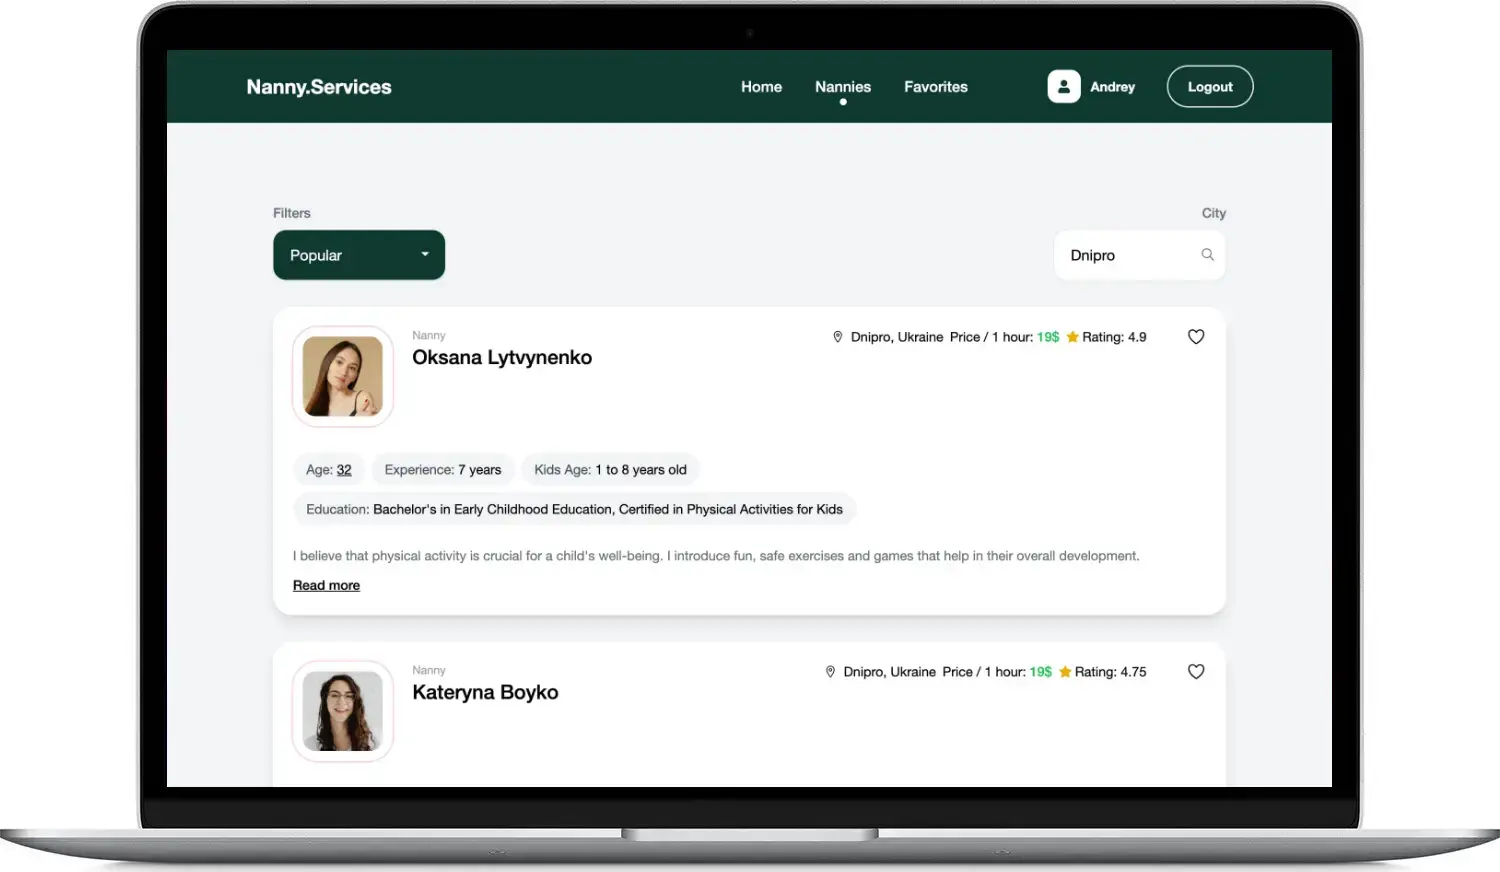 Nanny.Services Home Nannies Favorites Andrey Logout
Filters City
Popular Dnipro
Nanny
Oksana Lytvynenko
Dnipro, Ukraine Price / 1 hour: 19$ Rating: 4.9
Age: 32 Experience: 7 years Kids Age: 1 to 8 years old
Education: Bachelor's in Early Childhood Education, Certified in Physical Activities for Kids
I believe that physical activity is crucial for a child's well-being. I introduce fun, safe exercises and games that help in their overall development.
Read more
Nanny
Kateryna Boyko
Dnipro, Ukraine Price / 1 hour: 19$ Rating: 4.75